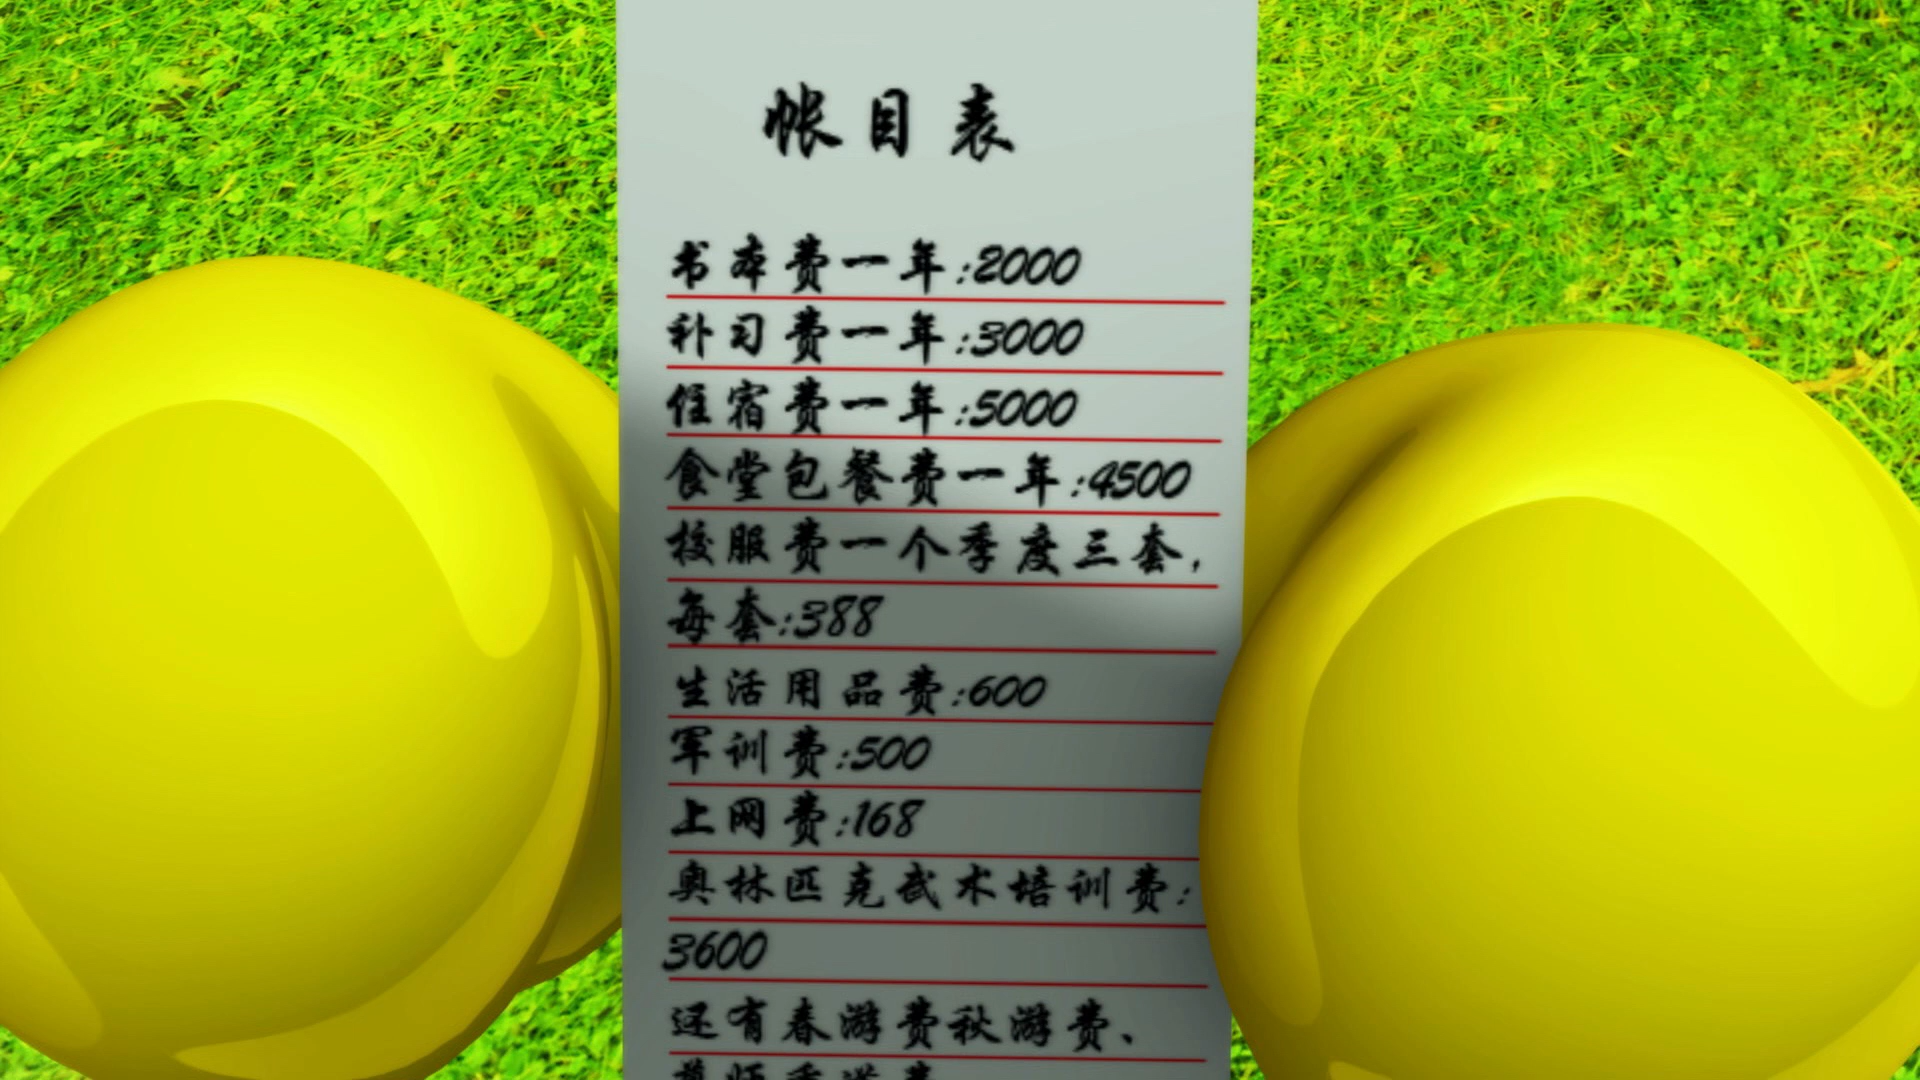 帐目表
书本费一年:2000
补习费一年:3000
住宿费一年:5000
食堂包餐费一年:4500
校服费一个季度三套,
每套:388
生活用品费:600
军训费:500
上网费:168
奥林匹克武术培训费:
3600
还有春游费秋游费、